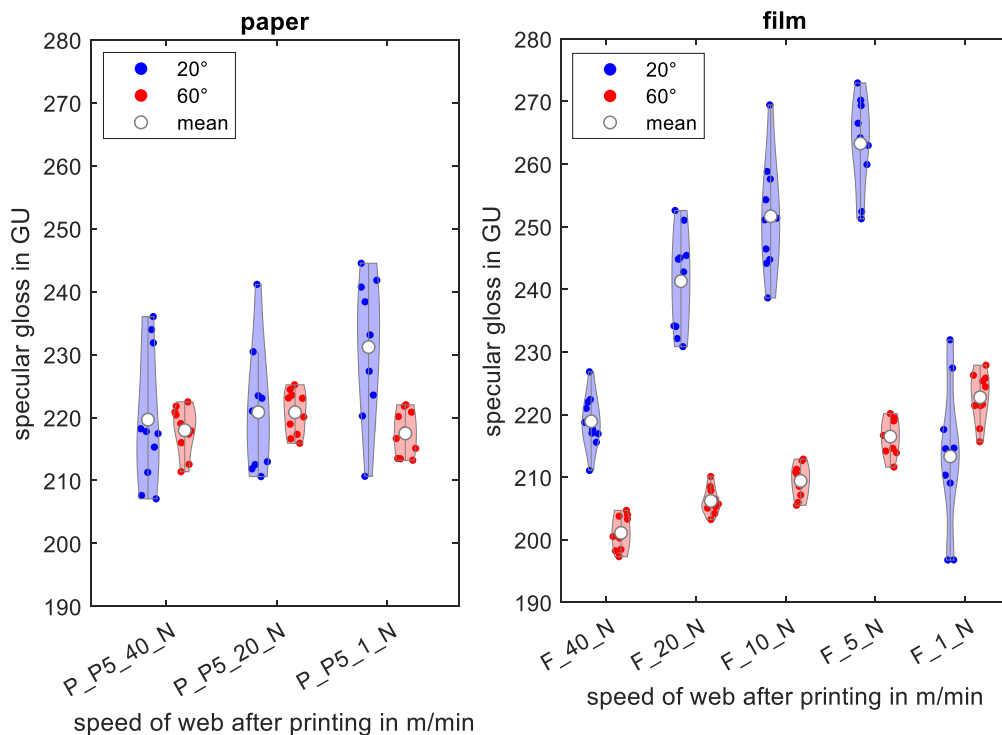 paper
280
270
260
250
240
230
220
210
200
190
specular gloss in GU
20°
60°
mean
P_P5_40_N
P_P5_20_N
P_P5_1_N
speed of web after printing in m/min
film
280
270
260
250
240
230
220
210
200
190
specular gloss in GU
20°
60°
mean
F_40_N
F_20_N
F_10_N
F_5_N
F_1_N
speed of web after printing in m/min